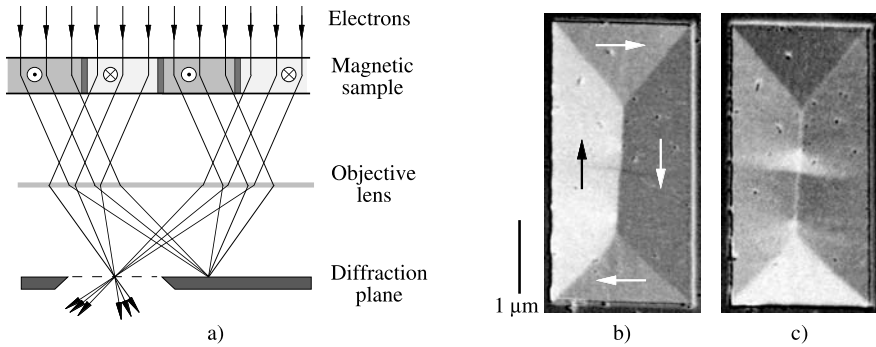 Electrons
Magnetic
sample
Objective
lens
Diffraction
plane
1 µm
a)
b)
c)